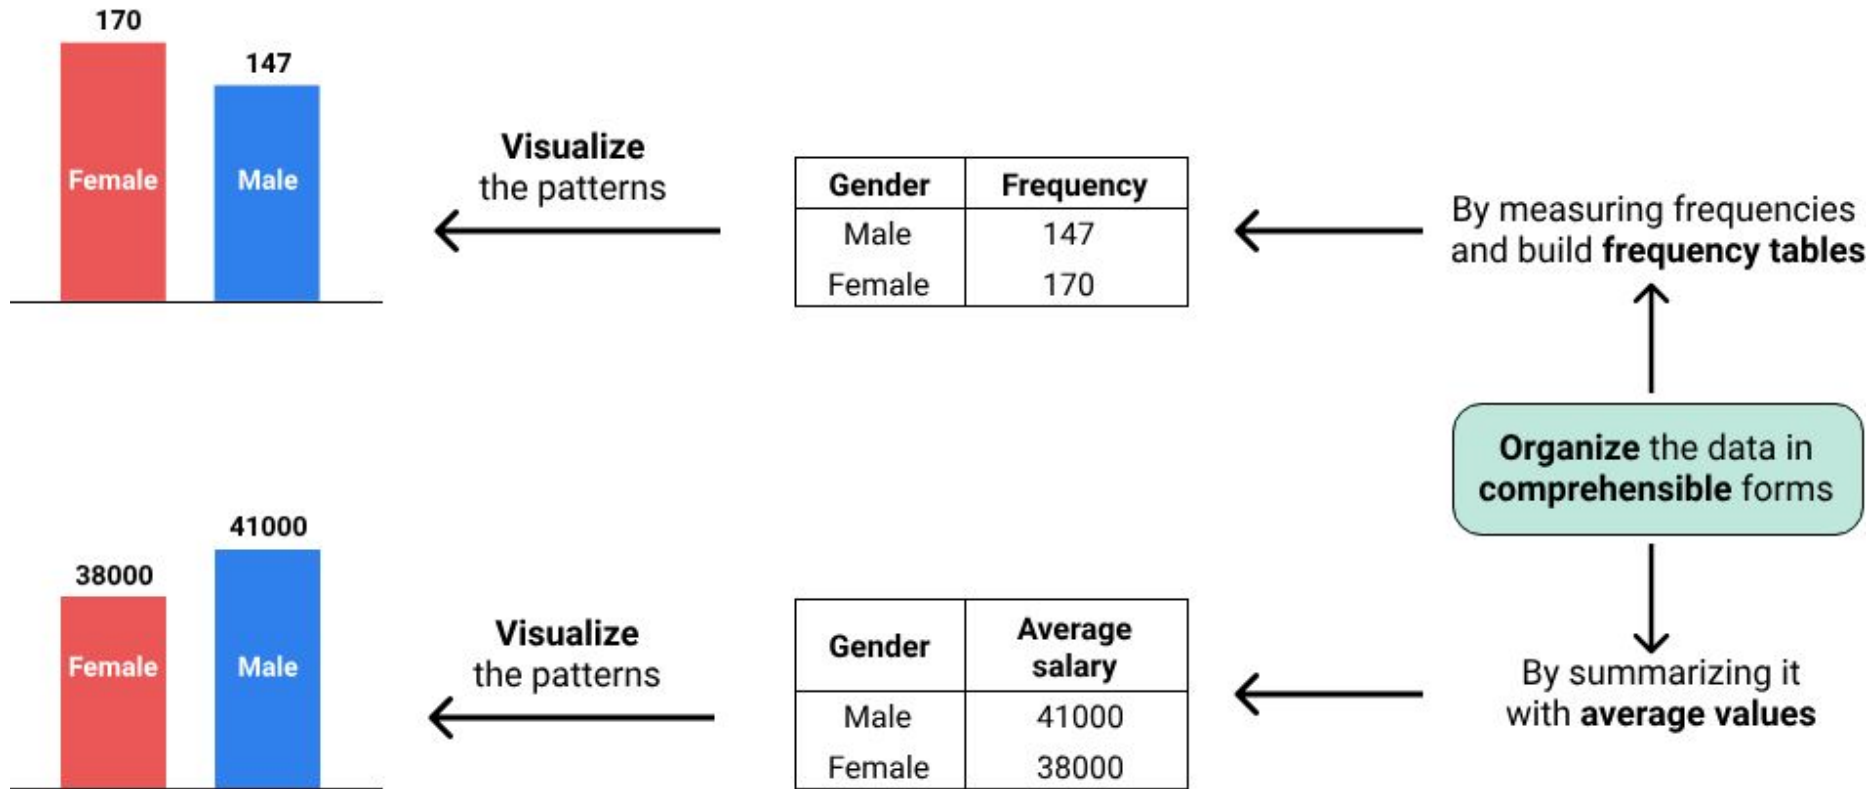 170
147
Female
Male
Visualize
the patterns
Gender Frequency
Male 147
Female 170
By measuring frequencies
and build frequency tables
Organize the data in
comprehensible forms
41000
38000
Female
Male
Visualize
the patterns
Gender
Average
salary
Male 41000
Female 38000
By summarizing it
with average values